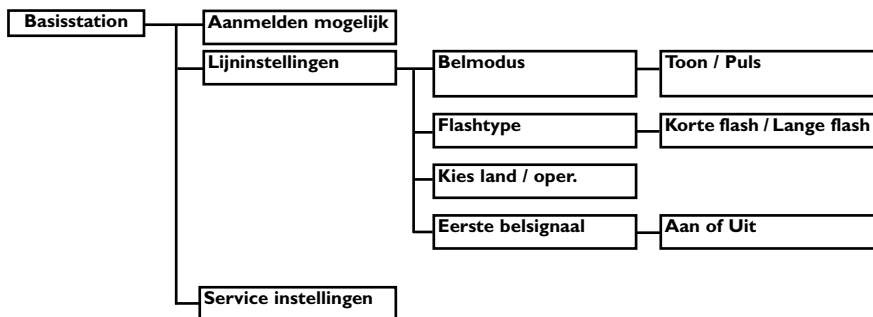 Basisstation
Aanmelden mogelijk
Lijninstellingen
Belmodus
Toon / Puls
Flashtype
Korte flash / Lange flash
Kies land / oper.
Eerste belsignaal
Aan of Uit
Service instellingen